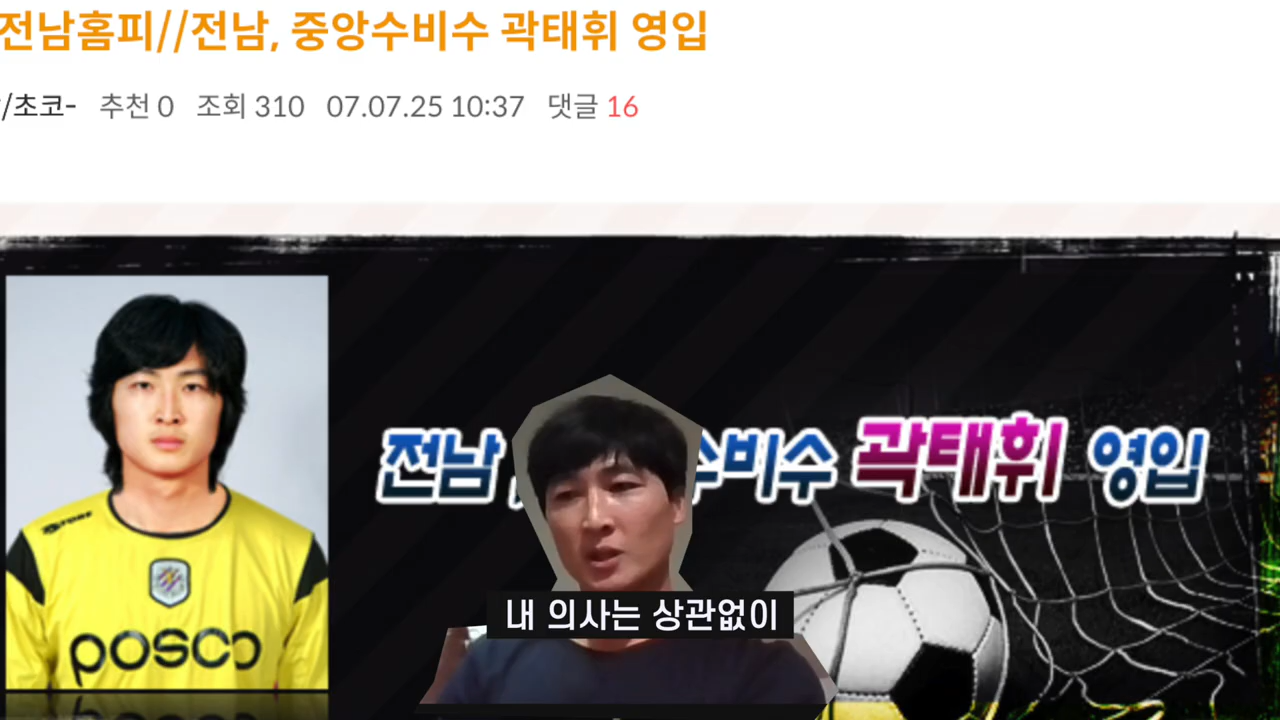 전남홈피//전남, 중앙수비수 곽태휘 영입
/초코- 추천 0 조회 310 07.07.25 10:37 댓글 16
전남 수비수 곽태휘 영입
posco
내 의사는 상관없이